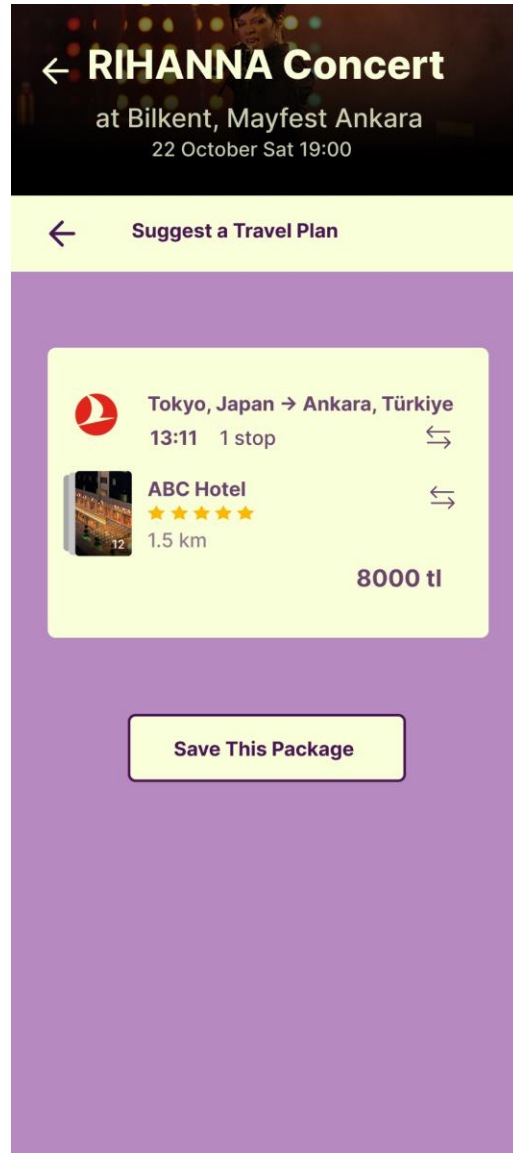 RIHANNA Concert
at Bilkent, Mayfest Ankara
22 October Sat 19:00
Suggest a Travel Plan
Tokyo, Japan → Ankara, Türkiye
13:11 1 stop
ABC Hotel
12
1.5 km
8000 tl
Save This Package